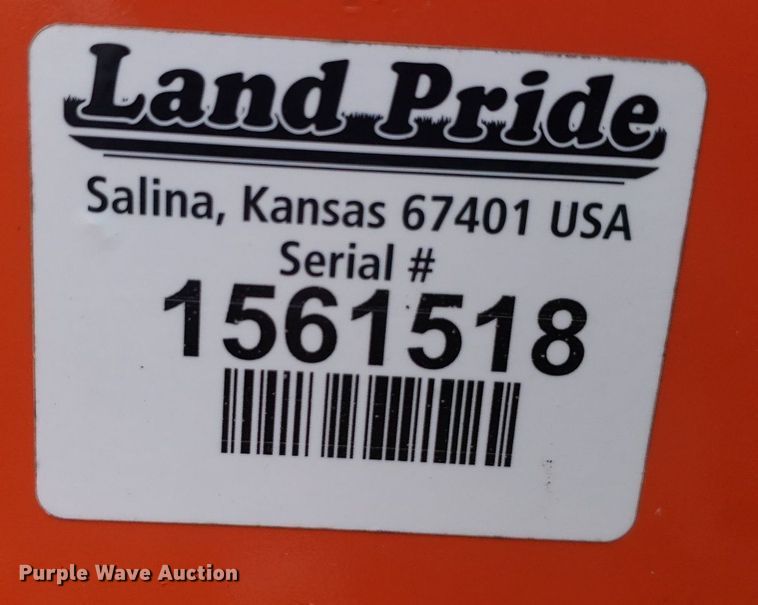 Land Pride
Salina, Kansas 67401 USA
Serial #
1561518
Purple Wave Auction